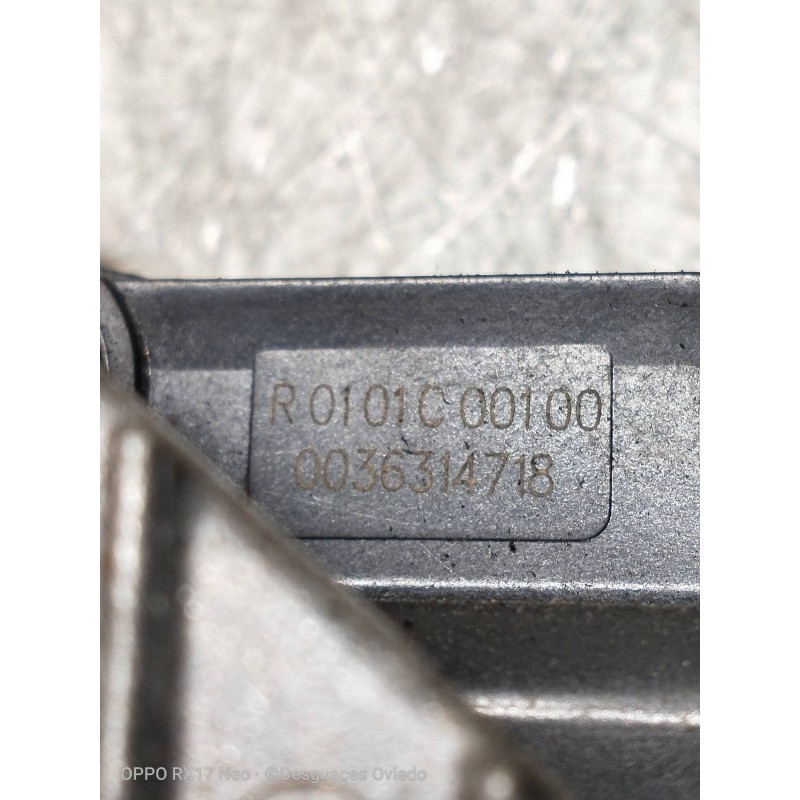 R 0101C 00100
0036314718
OPPO RX17 Neo · ©Desguaces Oviedo